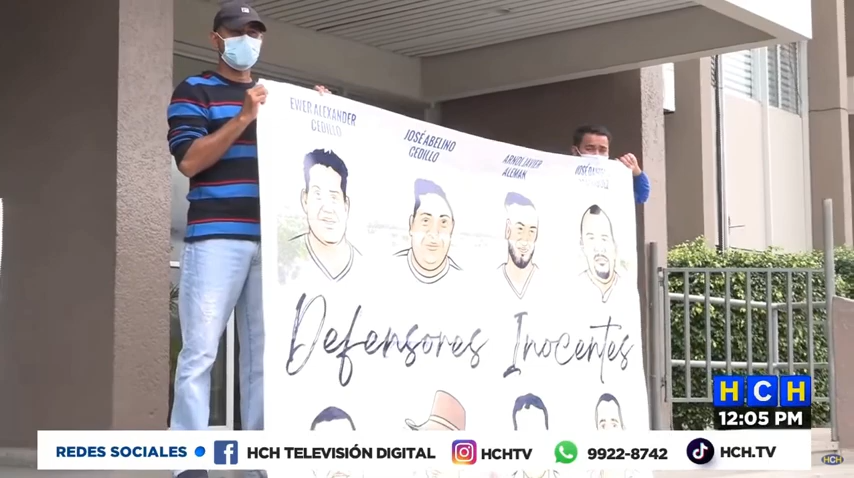 EWER ALEXANDER
CEDILLO
JOSÉ ABELINO
CEDILLO
ARNOL JAVIER
ALEMAN
Defensores Inocentes
HCH
12:05 PM
REDES SOCIALES
HCH TELEVISIÓN DIGITAL
HCHTV
9922-8742
HCH.TV
HCH